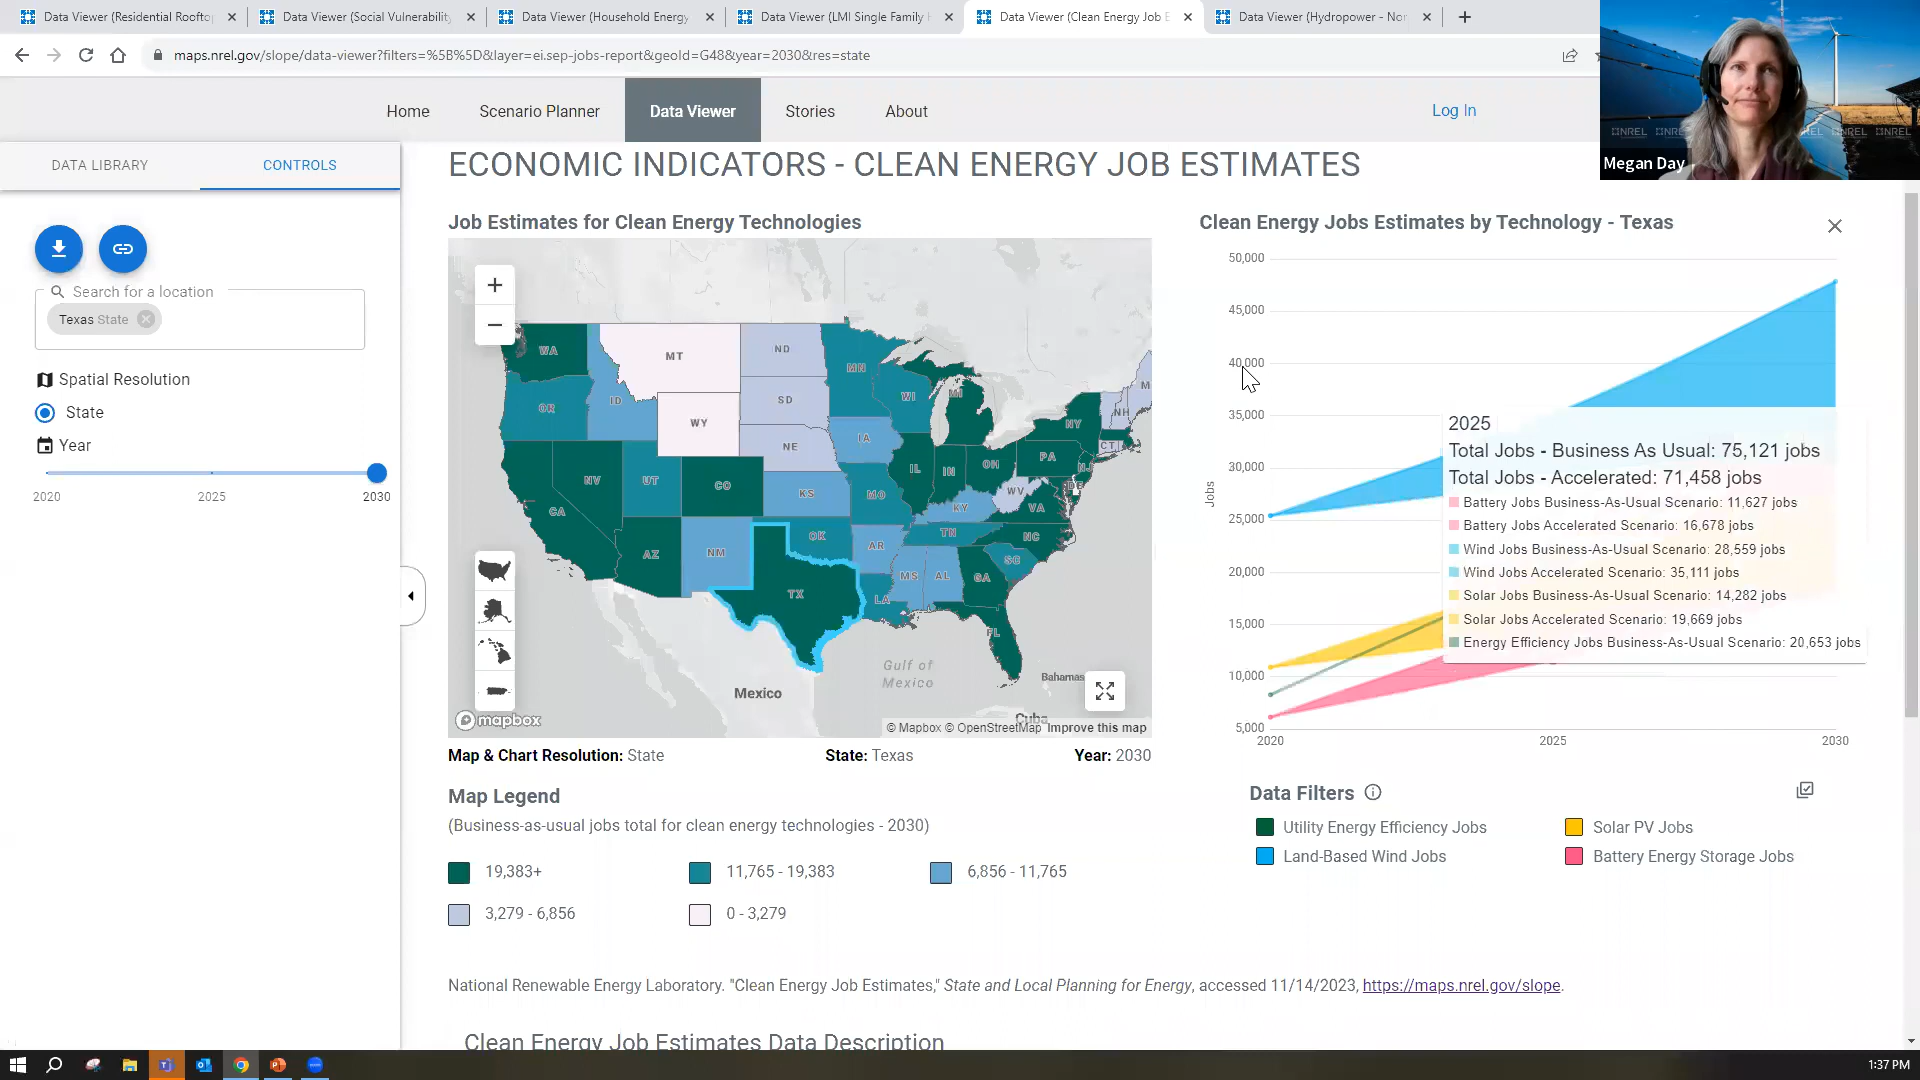 Data Viewer (Residential Roofto
Data Viewer (Social Vulnerability
Data Viewer (Household Energy
Data Viewer (LMI Single Family H
Data Viewer (Clean Energy Job E
Data Viewer (Hydropower - Nor
maps.nrel.gov/slope/data-viewer?filters=%5B%5D&layer=ei.sep-jobs-report&geoId=G48&year=2030&res=state
Home
Scenario Planner
Data Viewer
Stories
About
Log In
NREL
Megan Day
DATA LIBRARY
CONTROLS
Search for a location
Texas State
Spatial Resolution
State
Year
2020
2025
2030
ECONOMIC INDICATORS - CLEAN ENERGY JOB ESTIMATES
Job Estimates for Clean Energy Technologies
WA
MT
ND
MN
OR
ID
WY
SD
WI
MI
NY
NH
M
CT
NE
IA
PA
NJ
NV
UT
CO
IL
IN
OH
DE
CA
KS
MO
WV
KY
VA
AZ
NM
OK
AR
TN
NC
SC
TX
LA
MS
AL
GA
FL
Gulf of
Mexico
Mexico
Bahamas
Cuba
mapbox
© Mapbox © OpenStreetMap Improve this map
Map & Chart Resolution: State
State: Texas
Year: 2030
Map Legend
(Business-as-usual jobs total for clean energy technologies - 2030)
19,383+
11,765 - 19,383
6,856 - 11,765
3,279 - 6,856
0 - 3,279
Clean Energy Jobs Estimates by Technology - Texas
50,000
45,000
40,000
35,000
30,000
25,000
20,000
15,000
10,000
5,000
Jobs
2020
2025
2030
2025
Total Jobs - Business As Usual: 75,121 jobs
Total Jobs - Accelerated: 71,458 jobs
Battery Jobs Business-As-Usual Scenario: 11,627 jobs
Battery Jobs Accelerated Scenario: 16,678 jobs
Wind Jobs Business-As-Usual Scenario: 28,559 jobs
Wind Jobs Accelerated Scenario: 35,111 jobs
Solar Jobs Business-As-Usual Scenario: 14,282 jobs
Solar Jobs Accelerated Scenario: 19,669 jobs
Energy Efficiency Jobs Business-As-Usual Scenario: 20,653 jobs
Data Filters
Utility Energy Efficiency Jobs
Solar PV Jobs
Land-Based Wind Jobs
Battery Energy Storage Jobs
National Renewable Energy Laboratory. "Clean Energy Job Estimates," State and Local Planning for Energy, accessed 11/14/2023, https://maps.nrel.gov/slope.
Clean Energy Job Estimates Data Description
1:37 PM